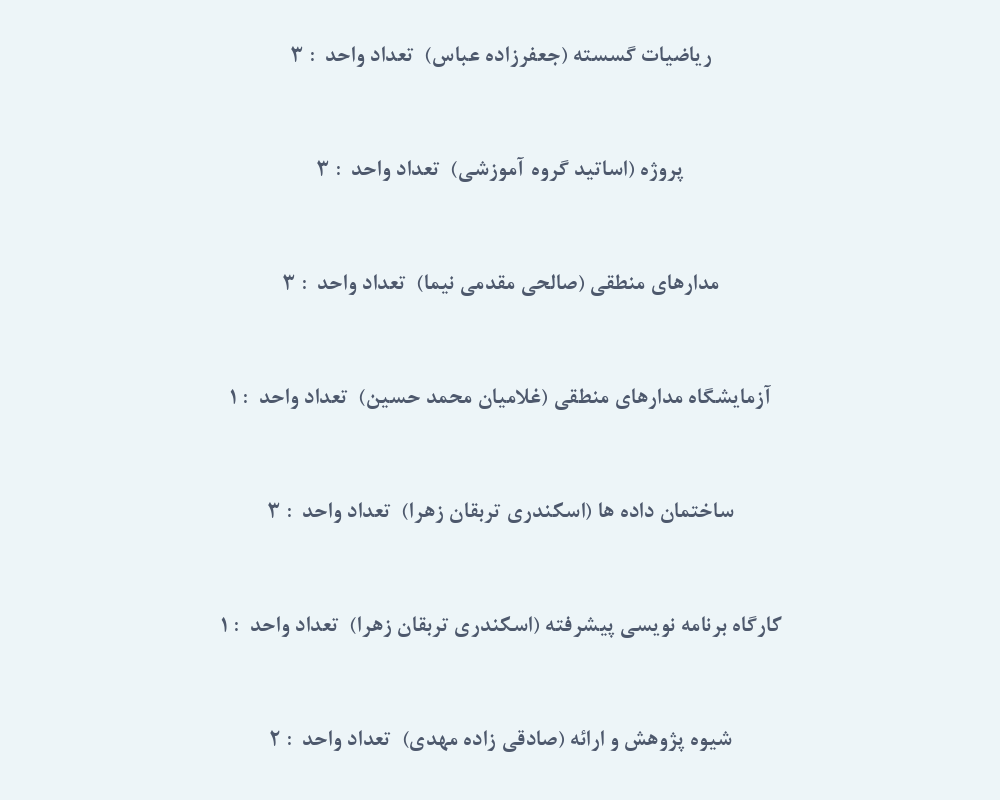 ریاضیات گسسته (جعفرزاده عباس) تعداد واحد : ۳
پروژه (اساتید گروه آموزشی) تعداد واحد : ۳
مدارهای منطقی (صالحی مقدمی نیما) تعداد واحد : ۳
آزمایشگاه مدارهای منطقی (غلامیان محمد حسین) تعداد واحد : ۱
ساختمان داده ها (اسکندری تربقان زهرا) تعداد واحد : ۳
کارگاه برنامه نویسی پیشرفته (اسکندری تربقان زهرا) تعداد واحد : ۱
شیوه پژوهش و ارائه (صادقی زاده مهدی) تعداد واحد : ۲